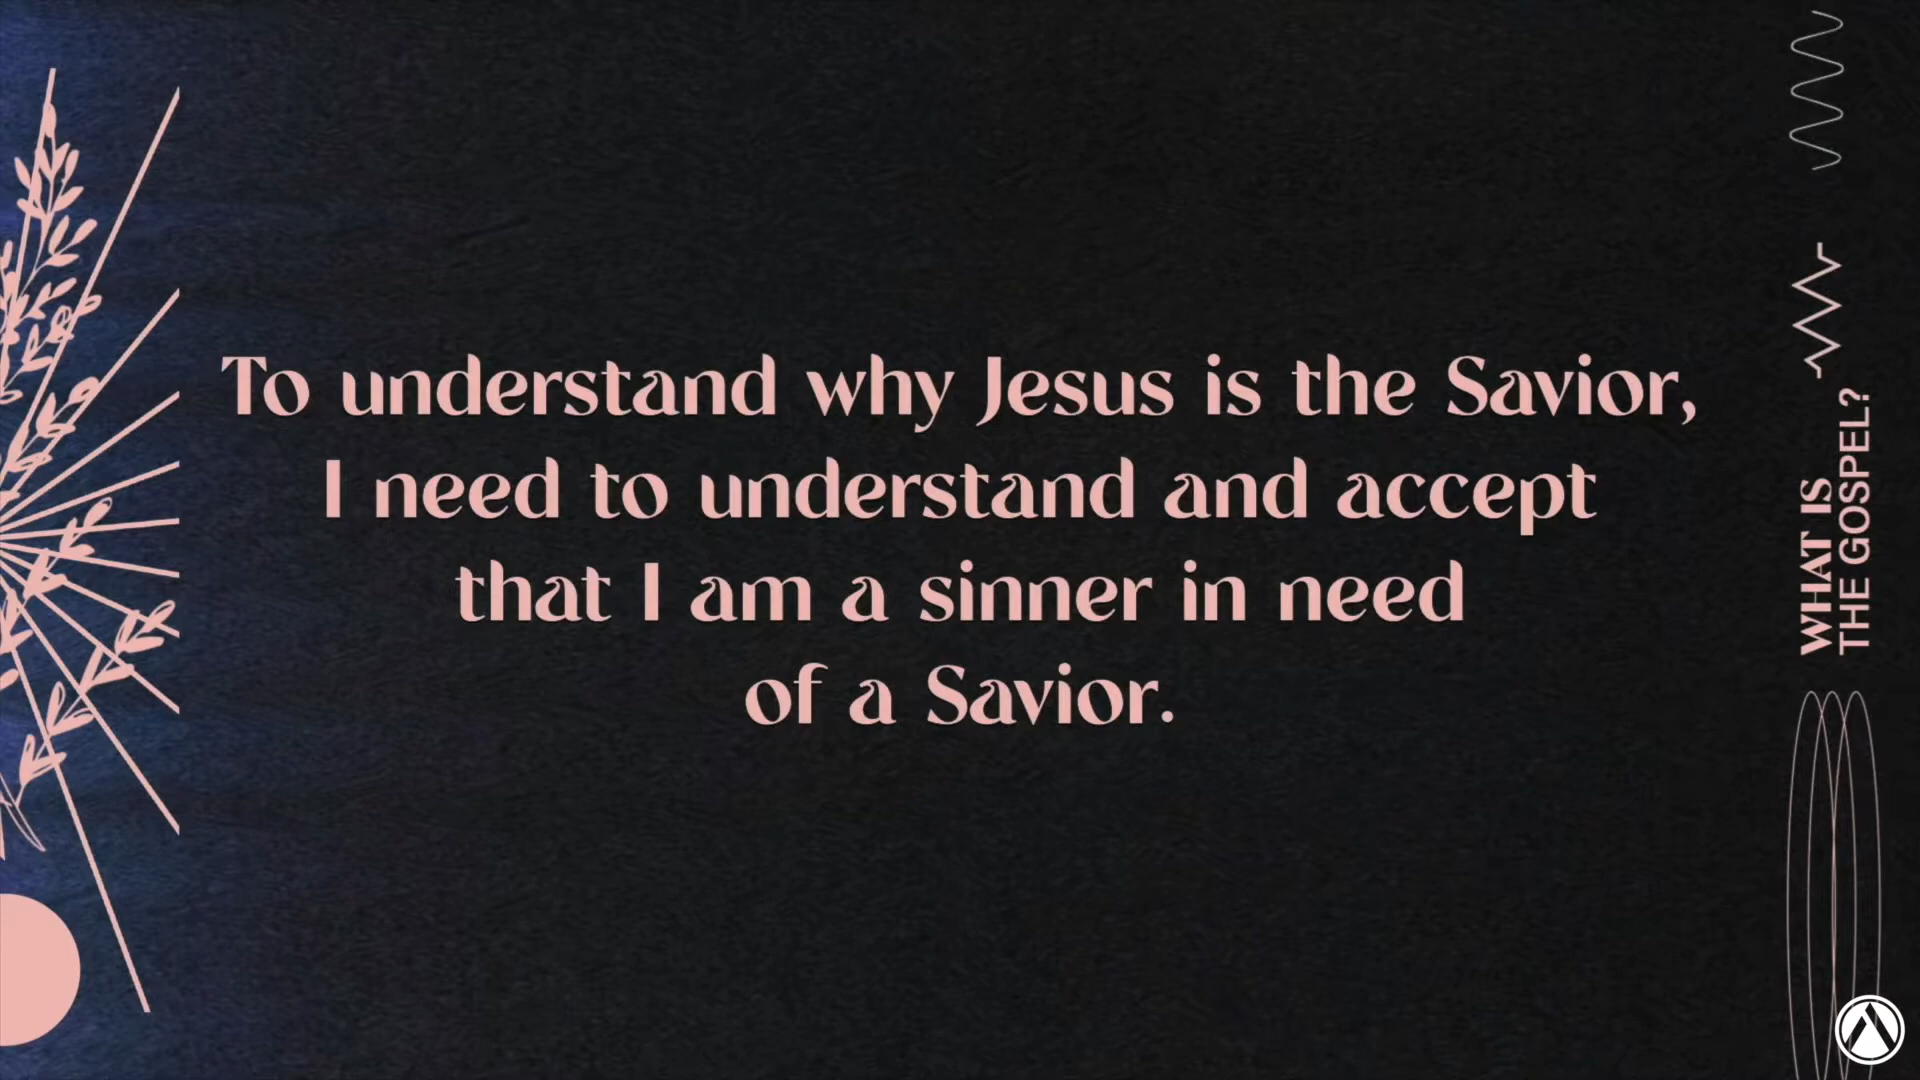 To understand why Jesus is the Savior,
I need to understand and accept
that I am a sinner in need
of a Savior.
WHAT IS
THE GOSPEL?